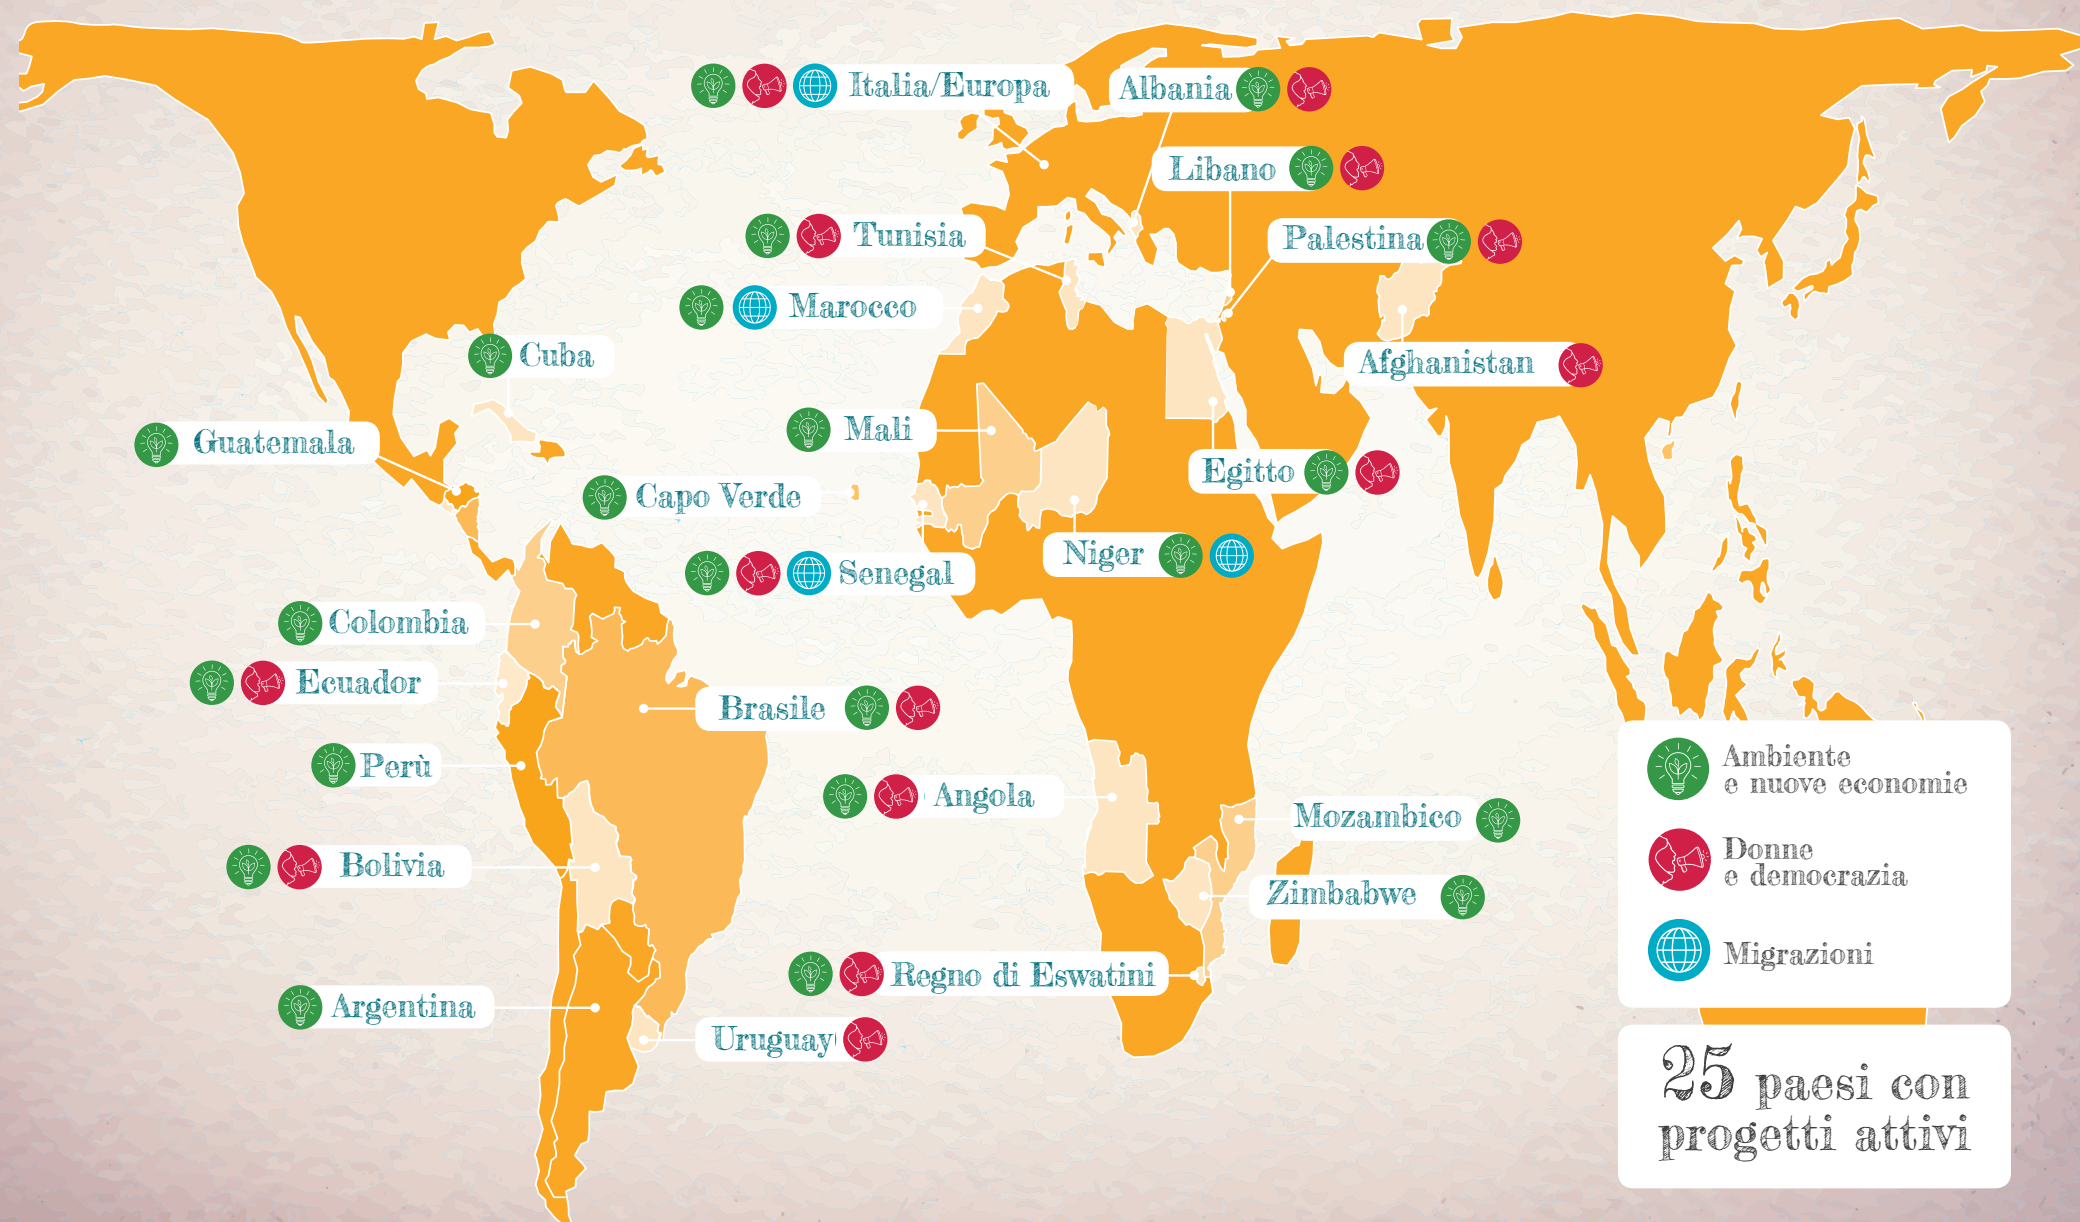 Italia/Europa
Albania
Libano
Tunisia
Palestina
Marocco
Cuba
Afghanistan
Guatemala
Mali
Egitto
Capo Verde
Niger
Senegal
Colombia
Ecuador
Brasile
Perù
Angola
Mozambico
Bolivia
Zimbabwe
Regno di Eswatini
Argentina
Uruguay
Ambiente
e nuove economie
Donne
e democrazia
Migrazioni
25 paesi con
progetti attivi